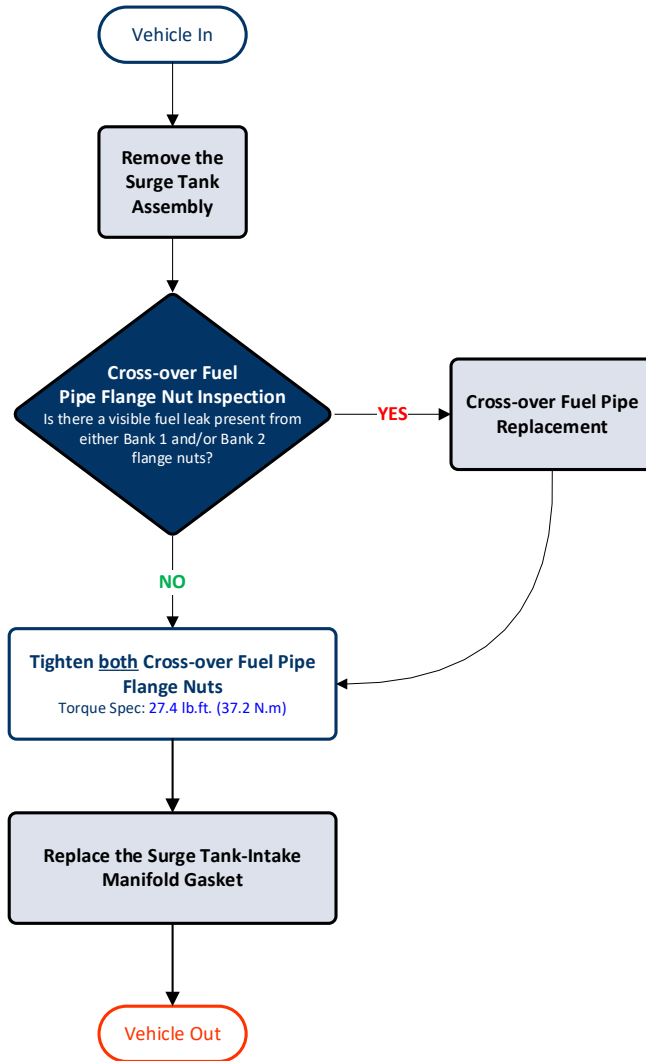 Vehicle In
Remove the
Surge Tank
Assembly
Cross-over Fuel
Pipe Flange Nut Inspection
Is there a visible fuel leak present from
either Bank 1 and/or Bank 2
flange nuts?
YES
Cross-over Fuel Pipe
Replacement
NO
Tighten both Cross-over Fuel Pipe
Flange Nuts
Torque Spec: 27.4 lb.ft. (37.2 N.m)
Replace the Surge Tank-Intake
Manifold Gasket
Vehicle Out